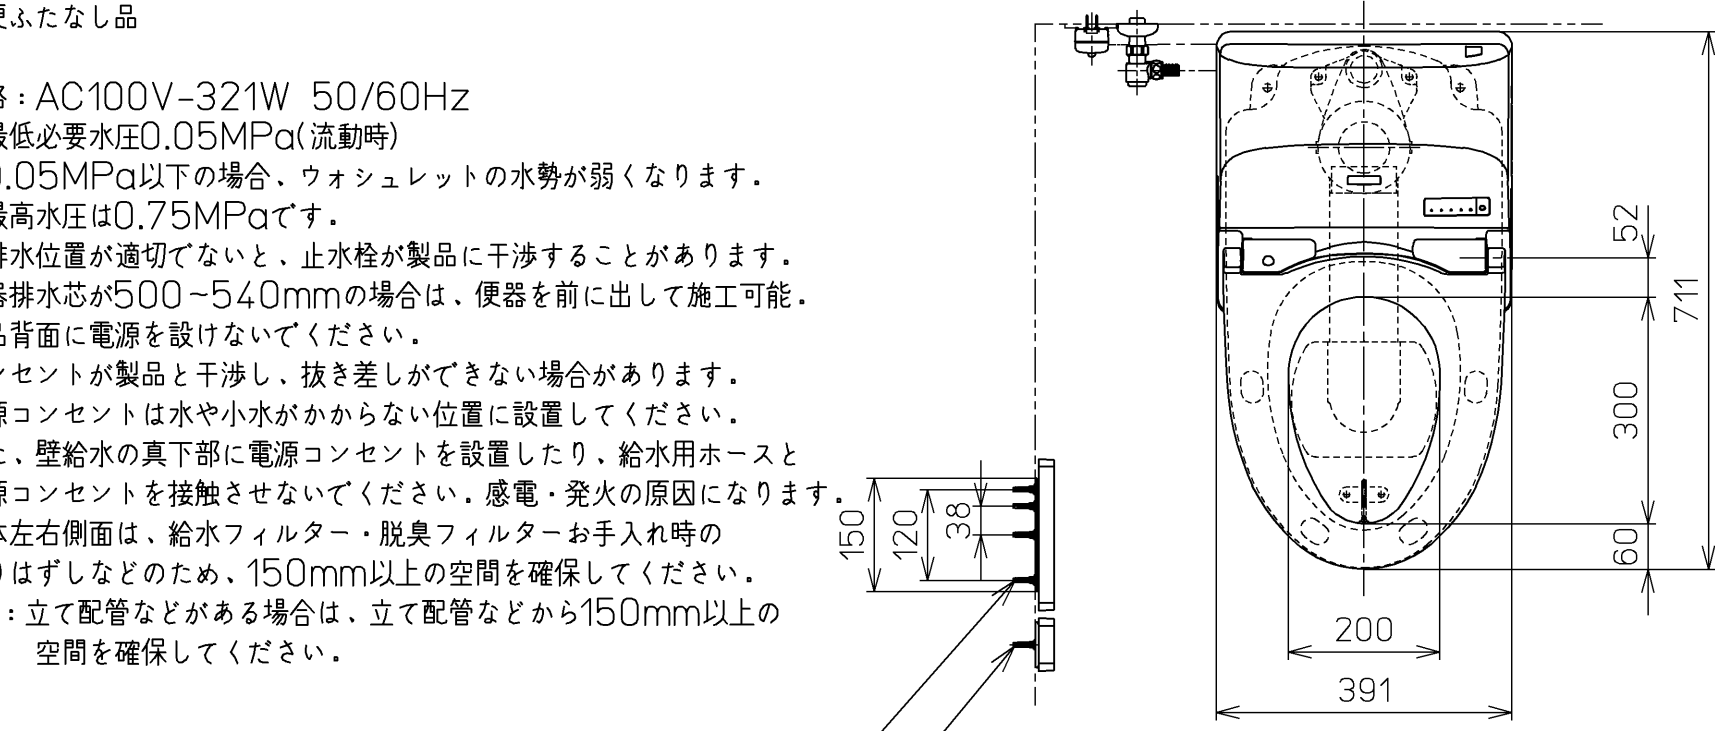 ふたなし品
：AC100V-321W 50/60Hz
最低必要水圧0.05MPa(流動時)
0.05MPa以下の場合、ウォシュレットの水勢が弱くなります．
最高水圧は0.75MPaです．
排水位置が適切でないと、止水栓が製品に干渉することがあります．
器排水芯が500～540mmの場合は、便器を前に出して施工可能．
品背面に電源を設けないでください．
ンセントが製品と干渉し、抜き差しができない場合があります．
源コンセントは水や小水がかからない位置に設置してください．
た、壁給水の真下部に電源コンセントを設置したり、給水用ホースと
源コンセントを接触させないでください．感電・発火の原因になります．
体左右側面は、給水フィルター・脱臭フィルターお手入れ時の
りはずしなどのため、150mm以上の空間を確保してください．
：立て配管などがある場合は、立て配管などから150mm以上の
空間を確保してください．
150
120
38
52
711
300
60
200
391